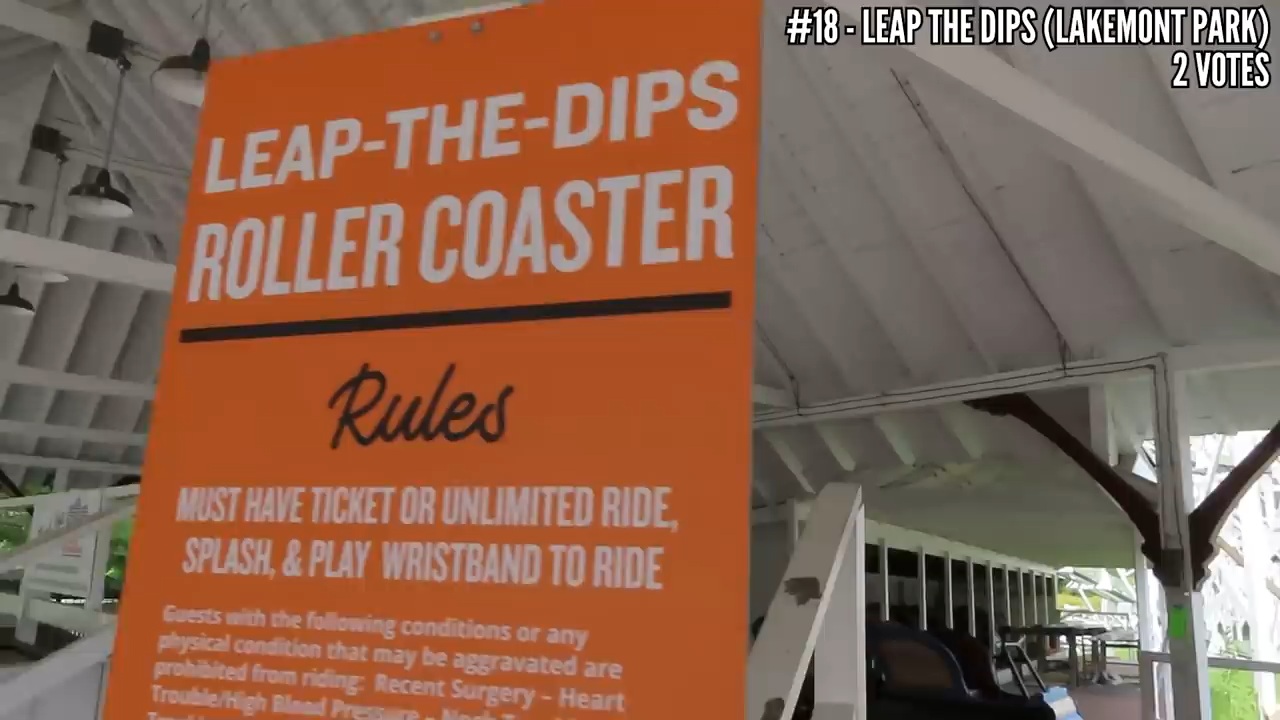 #18 - LEAP THE DIPS (LAKEMONT PARK)
2 VOTES
LEAP-THE-DIPS
ROLLER COASTER
Rules
MUST HAVE TICKET OR UNLIMITED RIDE,
SPLASH, & PLAY WRISTBAND TO RIDE
Guests with the following conditions or any
physical condition that may be aggravated are
prohibited from riding: Recent Surgery – Heart
Trouble/High Blood Pressure –